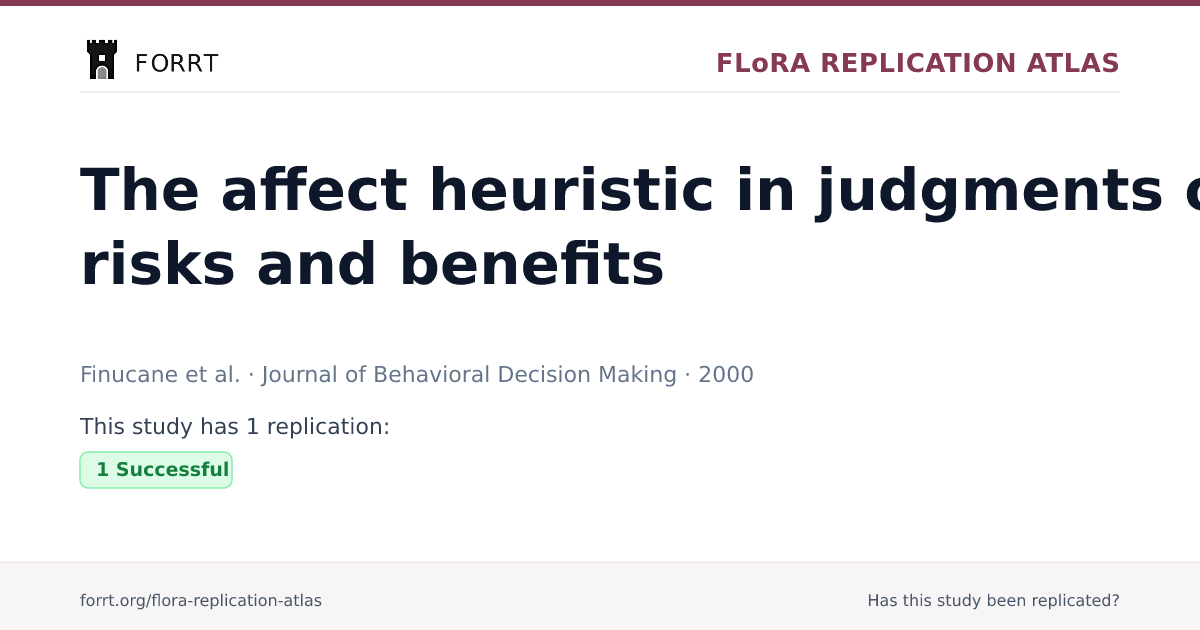 FORRT
FLoRA REPLICATION ATLAS
The affect heuristic in judgments
risks and benefits
Finucane et al. · Journal of Behavioral Decision Making · 2000
This study has 1 replication:
1 Successful
forrt.org/flora-replication-atlas
Has this study been replicated?